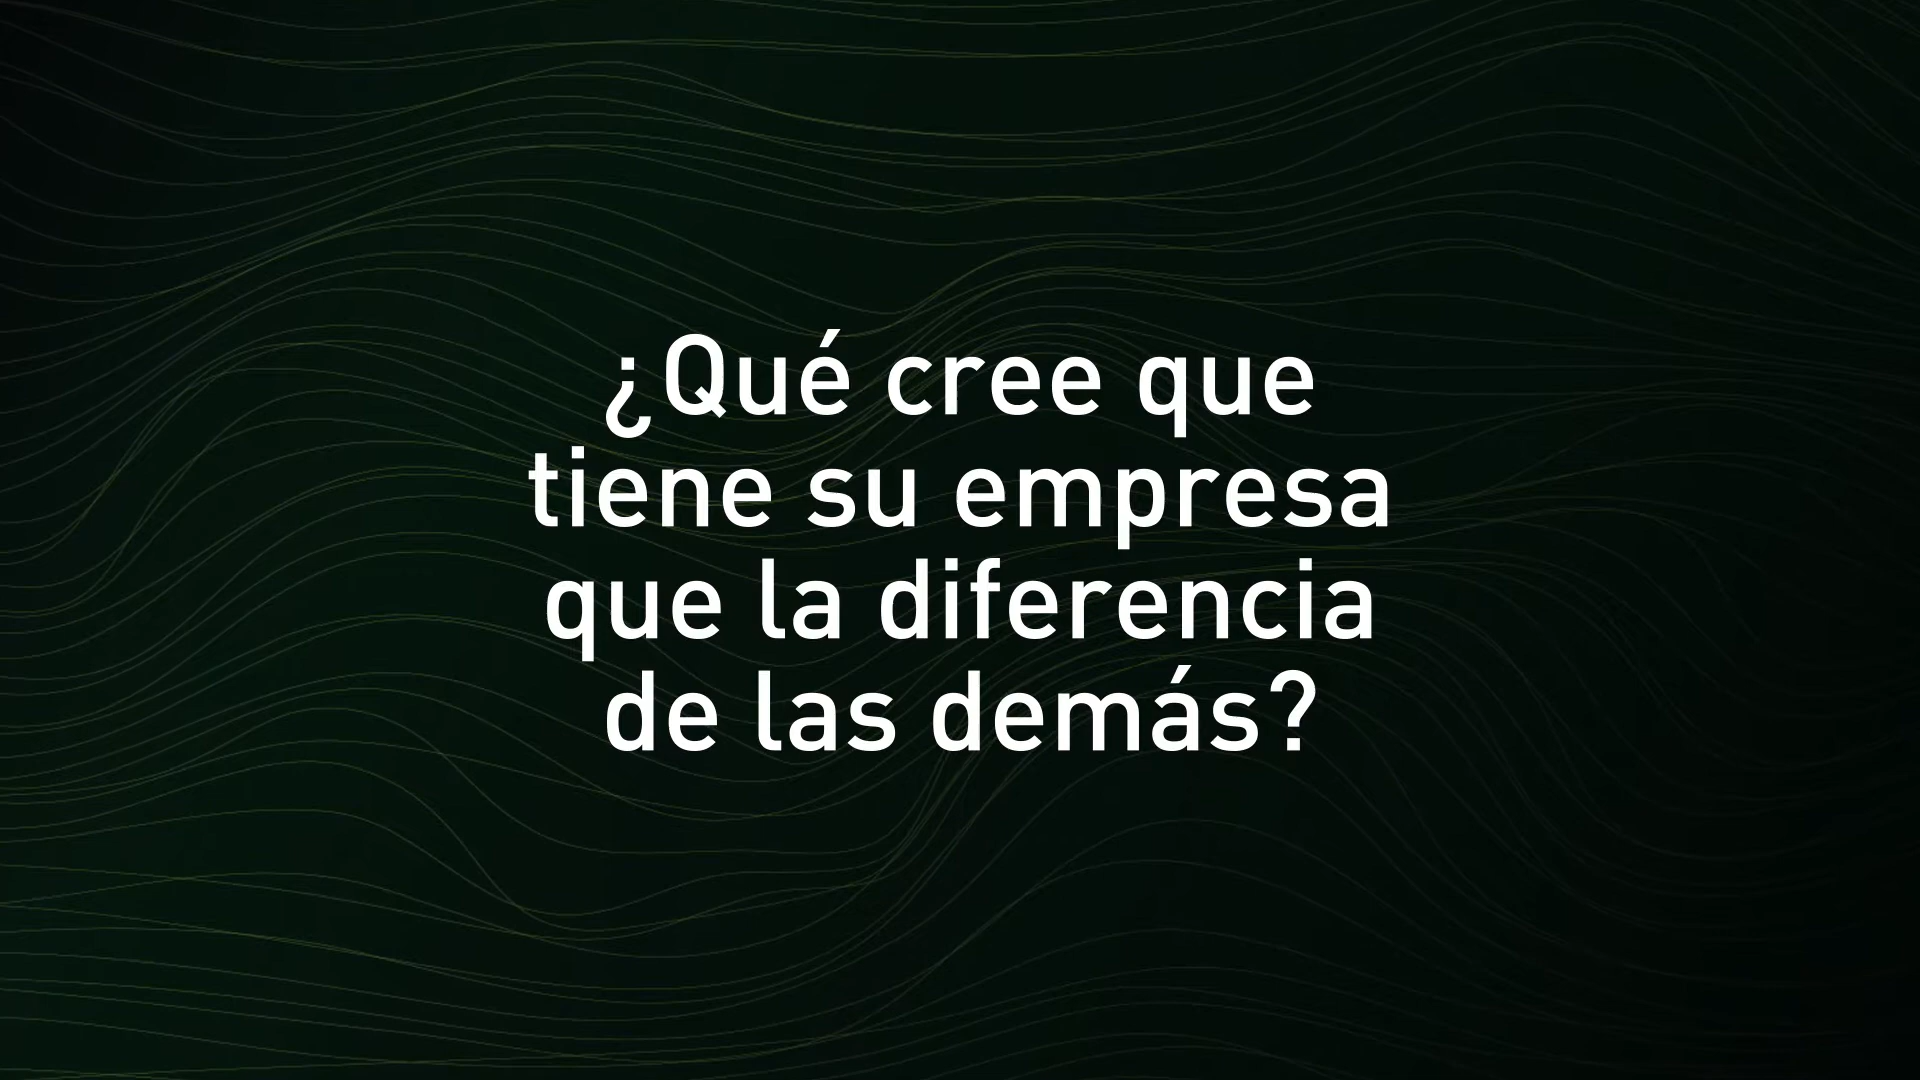 ¿Qué cree que
tiene su empresa
que la diferencia
de las demás?